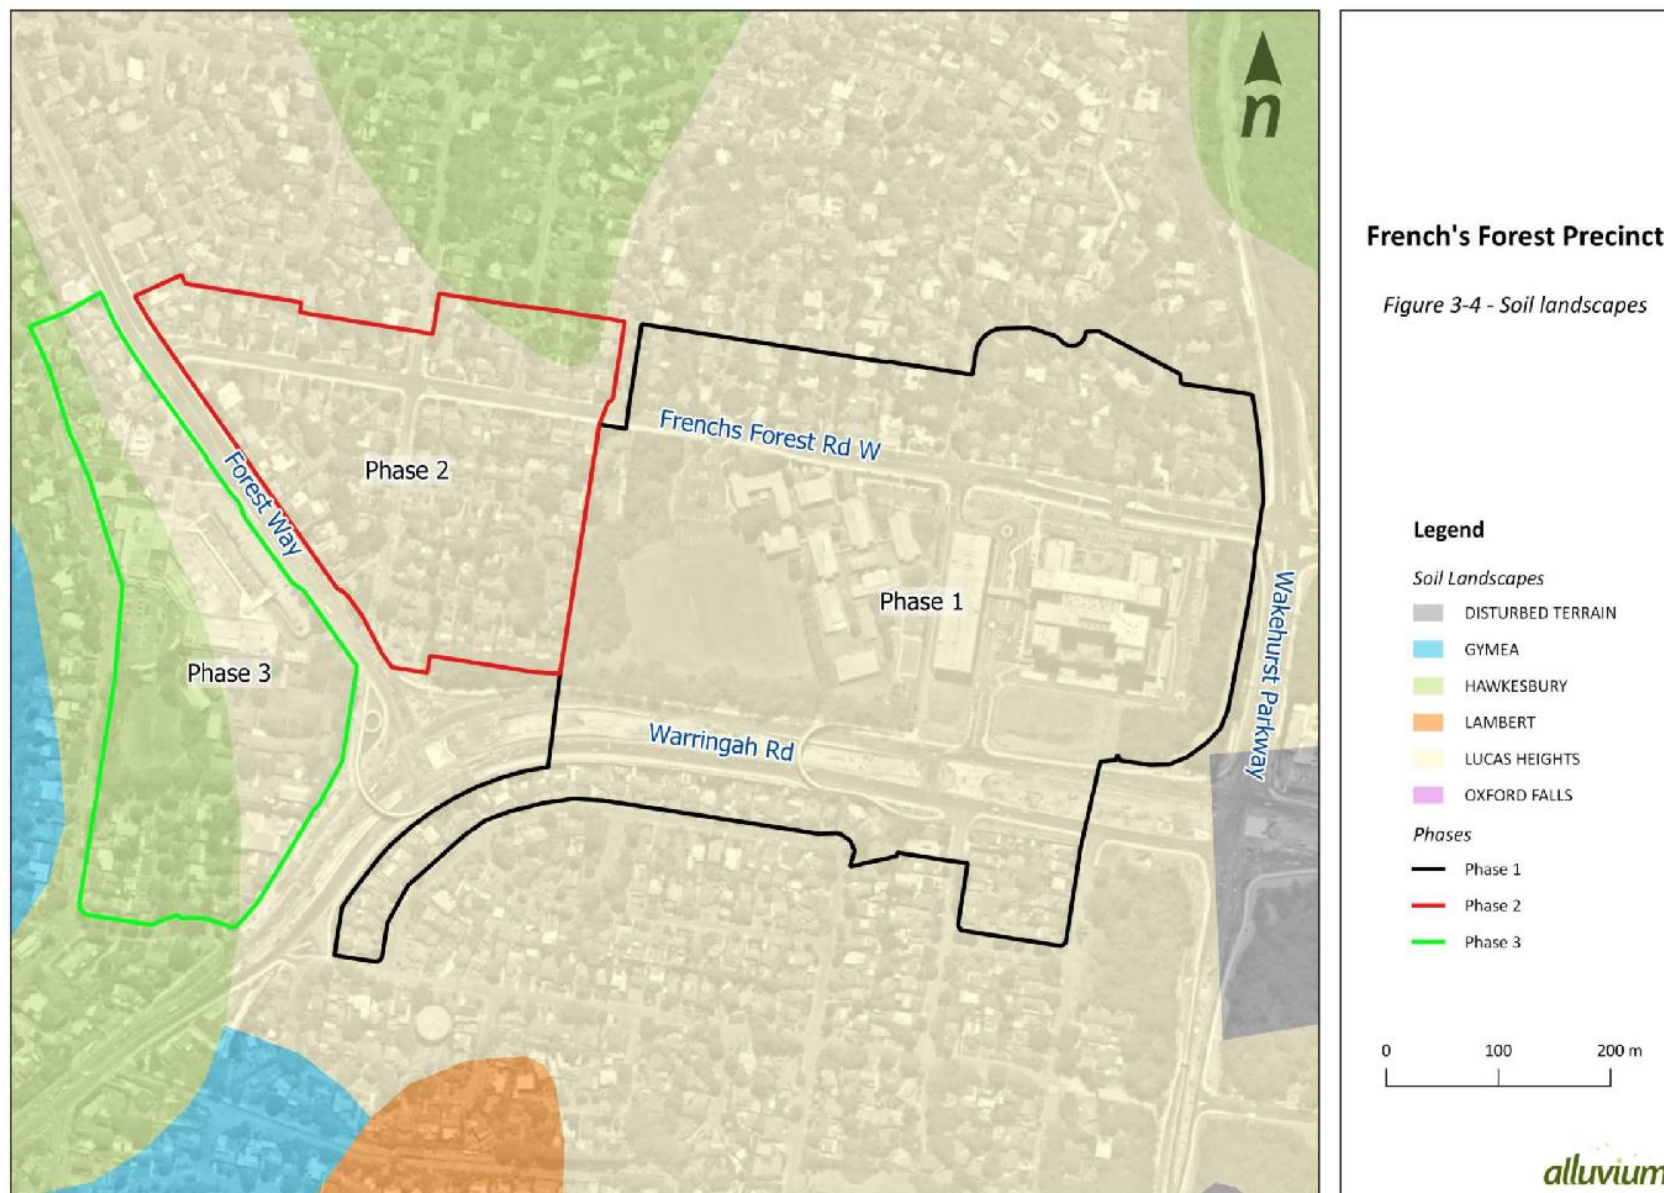 n
Frenchs Forest Rd W
Phase 2
Forest Way
Phase 1
Wakehurst Parkway
Phase 3
Warringah Rd
French's Forest Precinct
Figure 3-4 - Soil landscapes
Legend
Soil Landscapes
DISTURBED TERRAIN
GYMEA
HAWKESBURY
LAMBERT
LUCAS HEIGHTS
OXFORD FALLS
Phases
Phase 1
Phase 2
Phase 3
0 100 200 m
alluvium